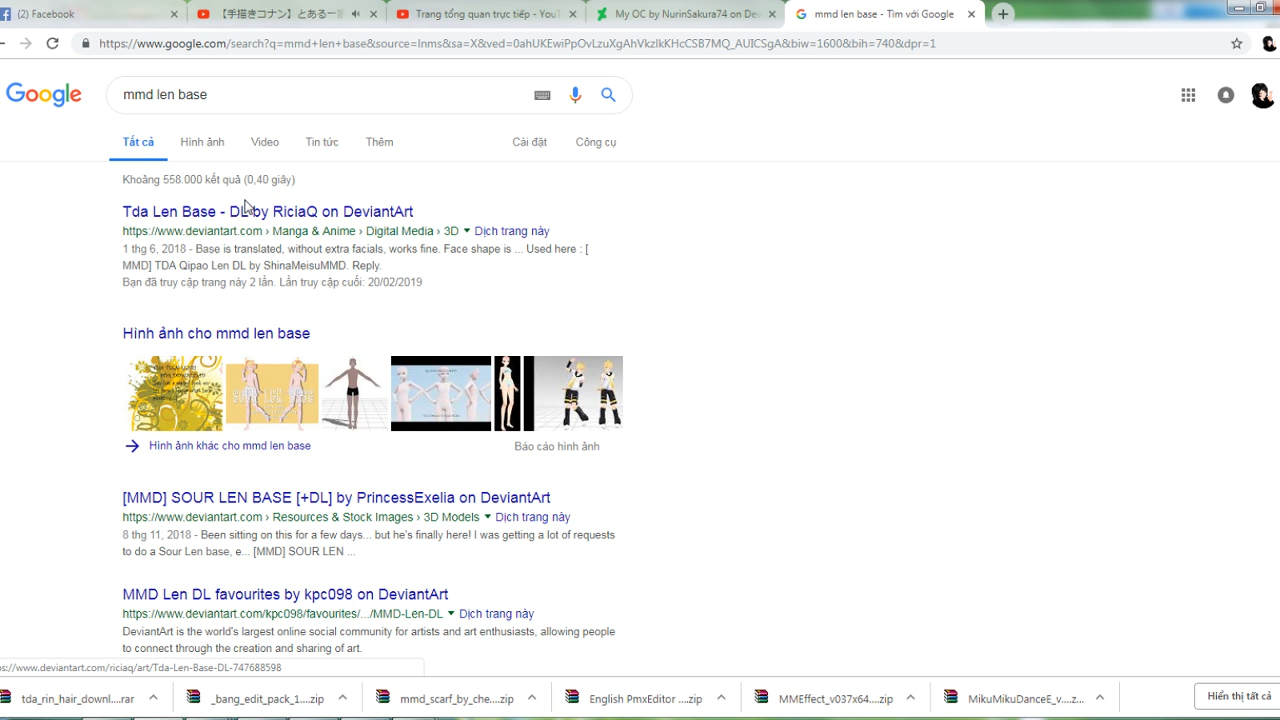 (2) Facebook
【手描きコナン】とあるー
Trang tổng quan trực tiếp - You
My OC by NurinSakura74 on De
mmd len base - Tìm với Google
https://www.google.com/search?q=mmd+len+base&source=lnms&sa=X&ved=
&biw=1600&bih=740&dpr=1
Google
mmd len base
Tất cả
Hình ảnh
Video
Tin tức
Thêm
Cài đặt
Công cụ
Khoảng 558.000 kết quả (0,40 giây)
Tda Len Base - DL by RiciaQ on DeviantArt
https://www.deviantart.com › Manga & Anime › Digital Media › 3D ▼ Dịch trang này
1 thg 6, 2018 - Base is translated, without extra facials, works fine. Face shape is ... Used here : [
MMD] TDA Qipao Len DL by ShinaMeisuMMD. Reply.
Bạn đã truy cập trang này 2 lần. Lần truy cập cuối: 20/02/2019
Hình ảnh cho mmd len base
Hình ảnh khác cho mmd len base
Báo cáo hình ảnh
[MMD] SOUR LEN BASE [+DL] by PrincessExelia on DeviantArt
https://www.deviantart.com › Resources & Stock Images › 3D Models ▼ Dịch trang này
8 thg 11, 2018 - Been sitting on this for a few days... but he's finally here! I was getting a lot of requests
to do a Sour Len base, e... [MMD] SOUR LEN ...
MMD Len DL favourites by kpc098 on DeviantArt
https://www.deviantart.com/kpc098/favourites/.../MMD-Len-DL ▼ Dịch trang này
DeviantArt is the world's largest online social community for artists and art enthusiasts, allowing people
to connect through the creation and sharing of art.
ps://www.deviantart.com/riciaq/art/Tda-Len-Base-DL-747688598
tda_rin_hair_downl....rar
_bang_edit_pack_1....zip
mmd_scarf_by_che....zip
English PmxEditor ....zip
MMEffect_v037x64....zip
MikuMikuDanceE_v....z...
Hiển thị tất cả